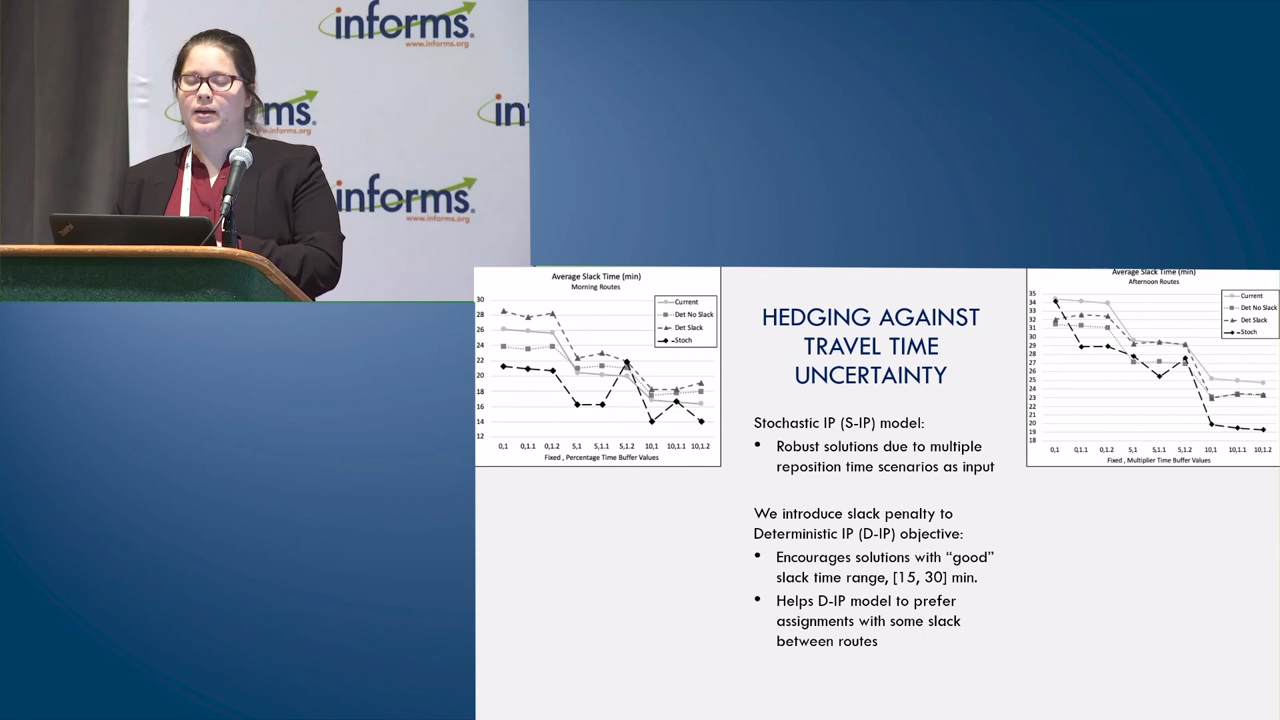 informs.
www.informs.org
ms.
informs.org
in
informs.
www.informs.org
ThinkPad
Average Slack Time (min)
Morning Routes
30
28
26
24
22
20
18
16
14
12
Current
Det No Slack
Det Slack
Stoch
0,1 0,1.1 0,1.2 5,1 5,1.1 5,1.2 10,1 10,1.1 10,1.2
Fixed , Percentage Time Buffer Values
HEDGING AGAINST
TRAVEL TIME
UNCERTAINTY
Stochastic IP (S-IP) model:
• Robust solutions due to multiple
reposition time scenarios as input
We introduce slack penalty to
Deterministic IP (D-IP) objective:
• Encourages solutions with “good”
slack time range, [15, 30] min.
• Helps D-IP model to prefer
assignments with some slack
between routes
Average Slack Time (min)
Afternoon Routes
35
34
33
32
31
30
29
28
27
26
25
24
23
22
21
20
19
18
Current
Det No Slack
Det Slack
Stoch
0,1 0,1.1 0,1.2 5,1 5,1.1 5,1.2 10,1 10,1.1 10,1.2
Fixed , Multiplier Time Buffer Values